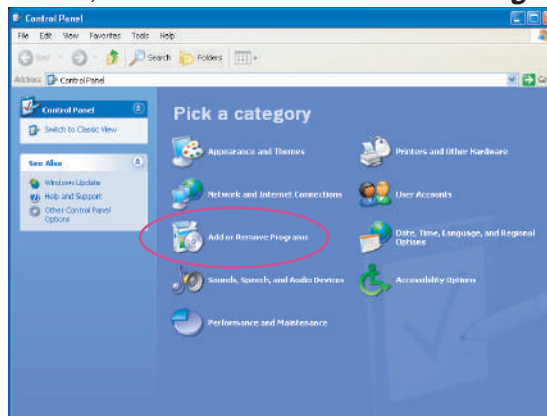 Control Panel
File Edit View Favorites Tools Help
Back Search Folders
Address Control Panel Go
Control Panel
Switch to Classic View
See Also
Windows Update
Help and Support
Other Control Panel Options
Pick a category
Appearance and Themes
Printers and Other Hardware
Network and Internet Connections
User Accounts
Add or Remove Programs
Date, Time, Language, and Regional Options
Sounds, Speech, and Audio Devices
Accessibility Options
Performance and Maintenance